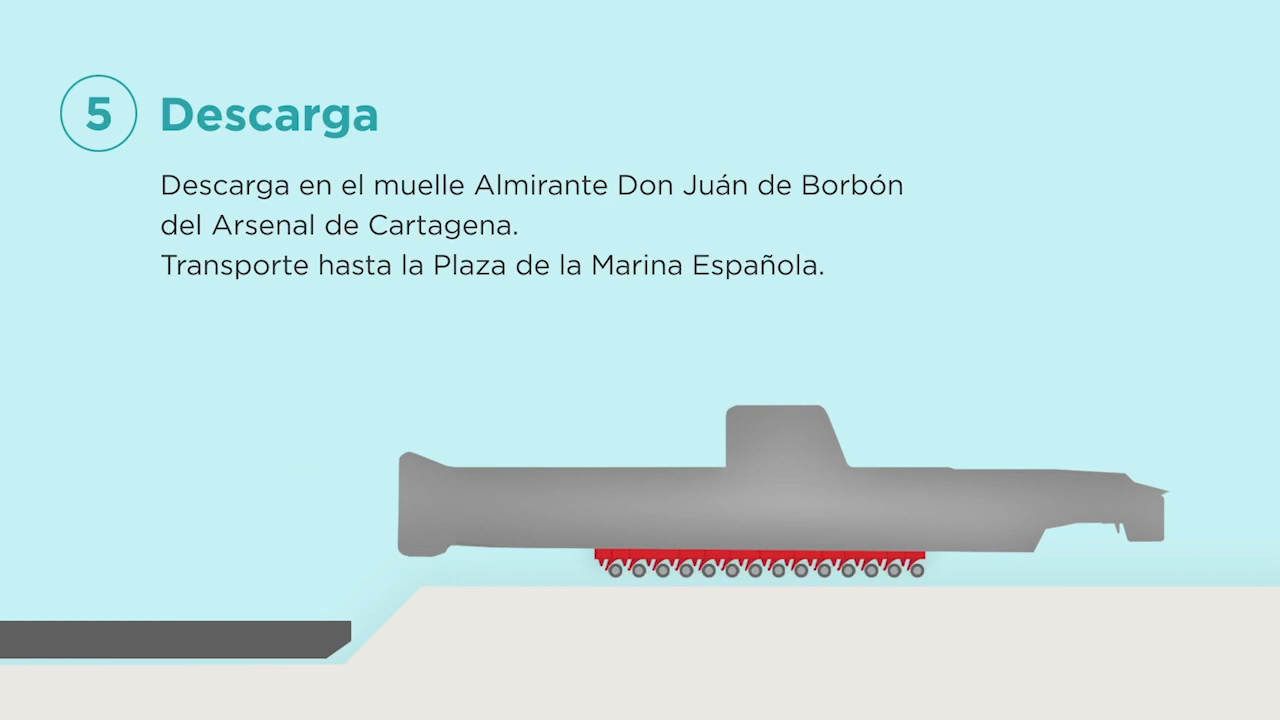 5 Descarga
Descarga en el muelle Almirante Don Juán de Borbón
del Arsenal de Cartagena.
Transporte hasta la Plaza de la Marina Española.